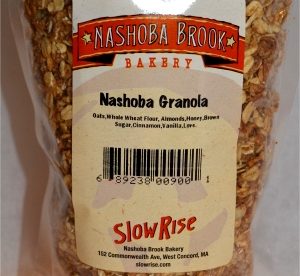 NASHOBA BROOK
BAKERY
Nashoba Granola
Oats,Whole Wheat Flour, Almonds,Honey,Brown
Sugar,Cinnamon,Vanilla,Love.
6 89238 00900 1
SLOWRISE
Nashoba Brook Bakery
152 Commonwealth Ave, West Concord, MA
slowrise.com